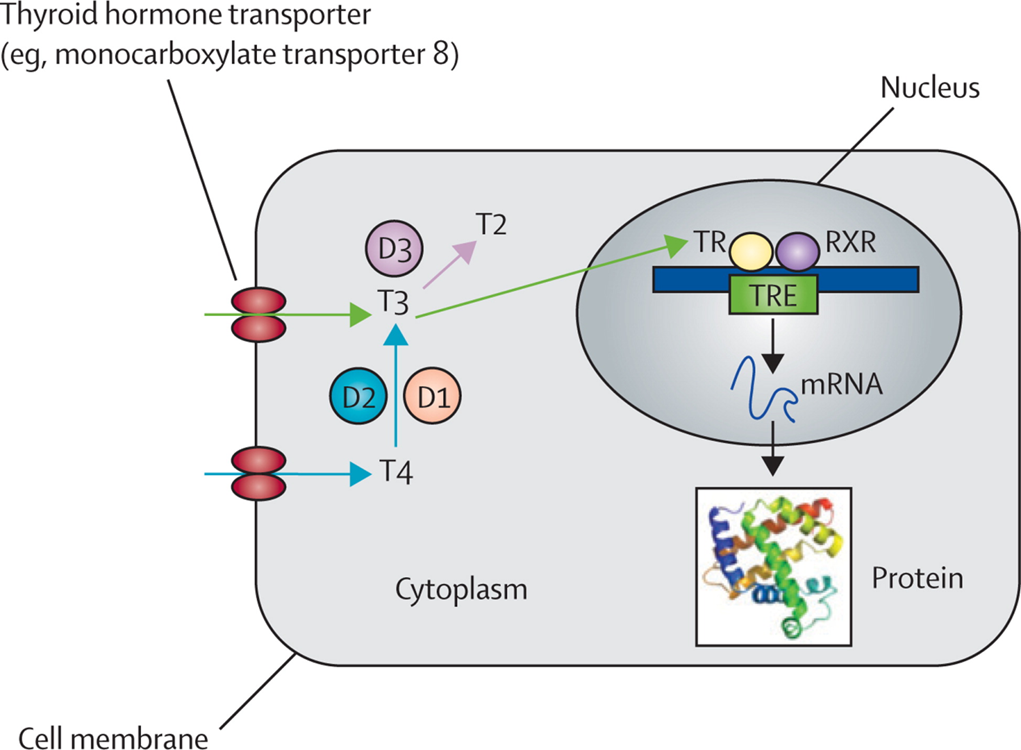 Thyroid hormone transporter
(eg, monocarboxylate transporter 8)
Nucleus
D3
T2
TR
RXR
T3
TRE
D2
D1
mRNA
T4
Cytoplasm
Protein
Cell membrane